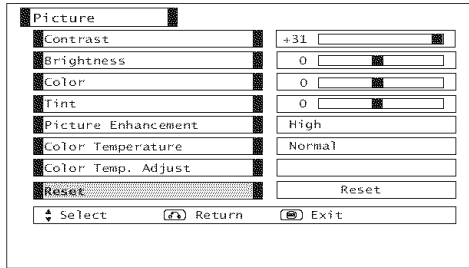 Picture
Contrast +31
Brightness 0
Color 0
Tint 0
Picture Enhancement High
Color Temperature Normal
Color Temp. Adjust
Reset Reset
Select Return Exit